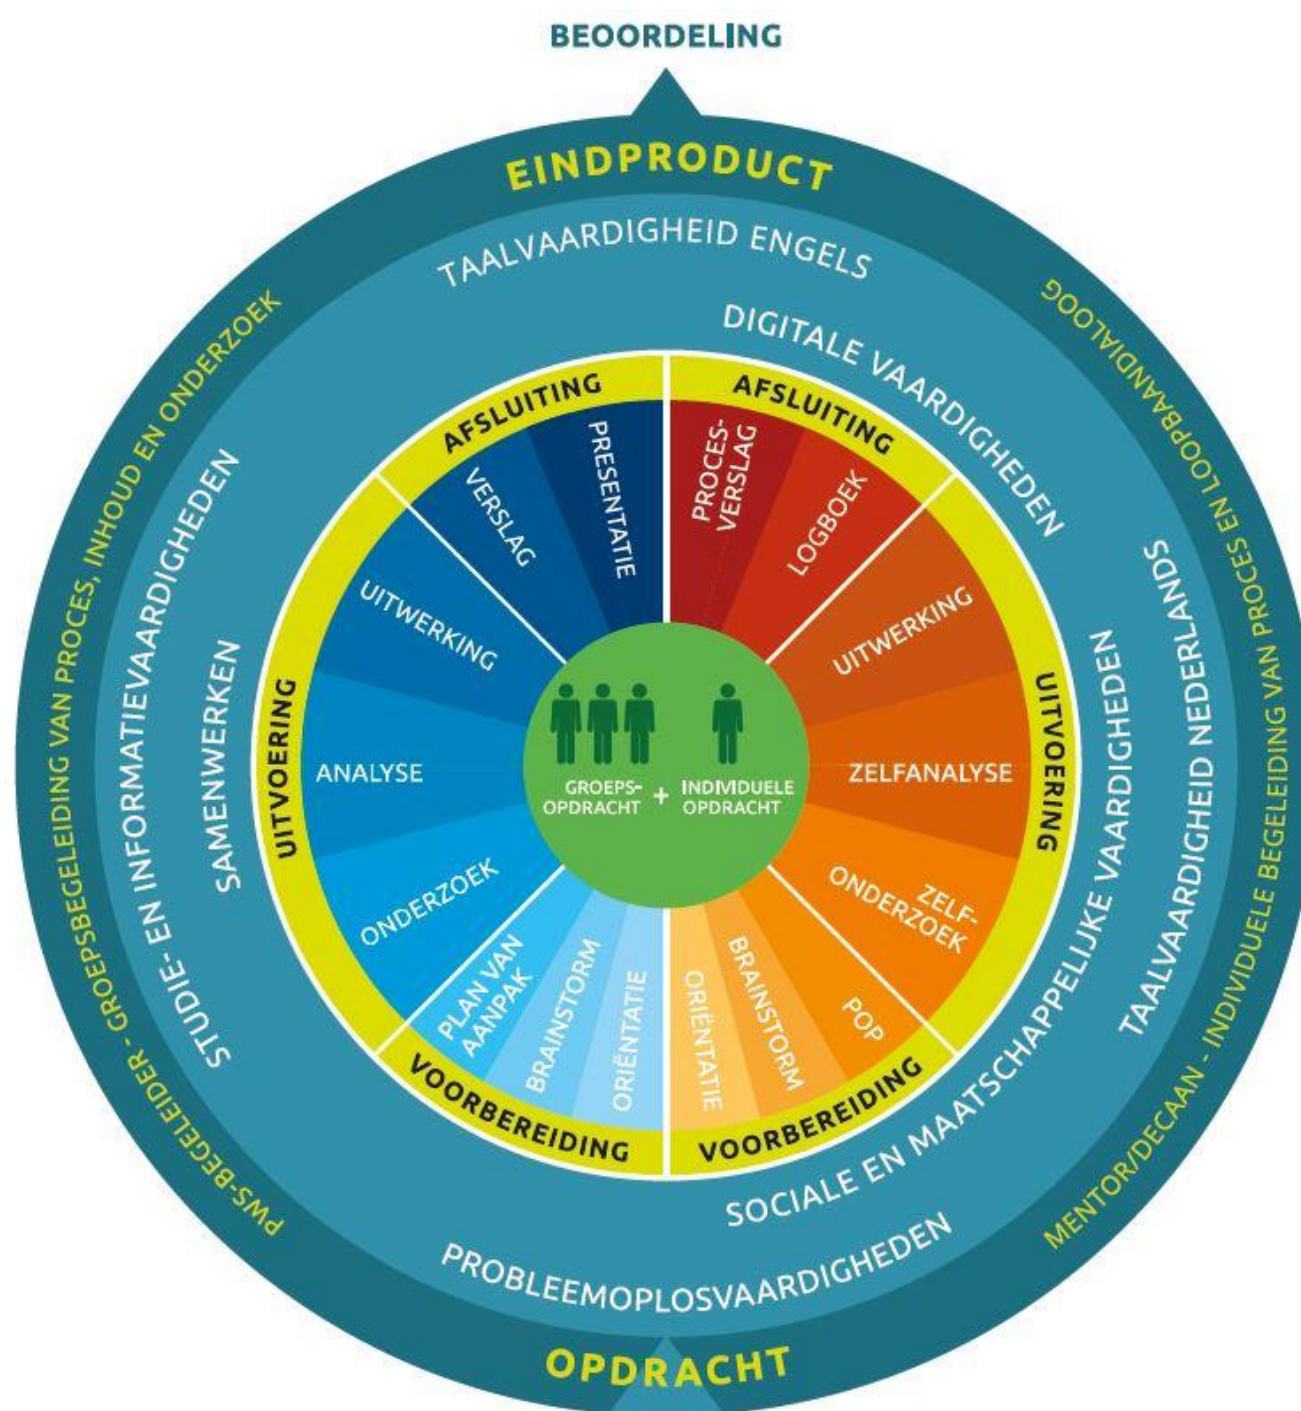 BEOORDELING
EINDPRODUCT
TAALVAARDIGHEID ENGELS
DIGITALE VAARDIGHEDEN
TAALVAARDIGHEID NEDERLANDS
SOCIALE EN MAATSCHAPPELIJKE VAARDIGHEDEN
PROBLEEMOPLOSVAARDIGHEDEN
STUDIE- EN INFORMATIEVAARDIGHEDEN
SAMENWERKEN
PWS-BEGELEIDER - GROEPSBEGELEIDING VAN PROCES, INHOUD EN ONDERZOEK
MENTOR/DECAAN - INDIVIDUELE BEGELEIDING VAN PROCES EN LOOPBAANDIALOOG
AFSLUITING
PRESENTATIE
VERSLAG
UITVOERING
UITWERKING
ANALYSE
ONDERZOEK
VOORBEREIDING
PLAN VAN
AANPAK
BRAINSTORM
ORIËNTATIE
AFSLUITING
PROCES-
VERSLAG
LOGBOEK
UITVOERING
UITWERKING
ZELFANALYSE
ZELF-
ONDERZOEK
VOORBEREIDING
POP
BRAINSTORM
ORIËNTATIE
GROEPS-
OPDRACHT
+
INDIVIDUELE
OPDRACHT
OPDRACHT